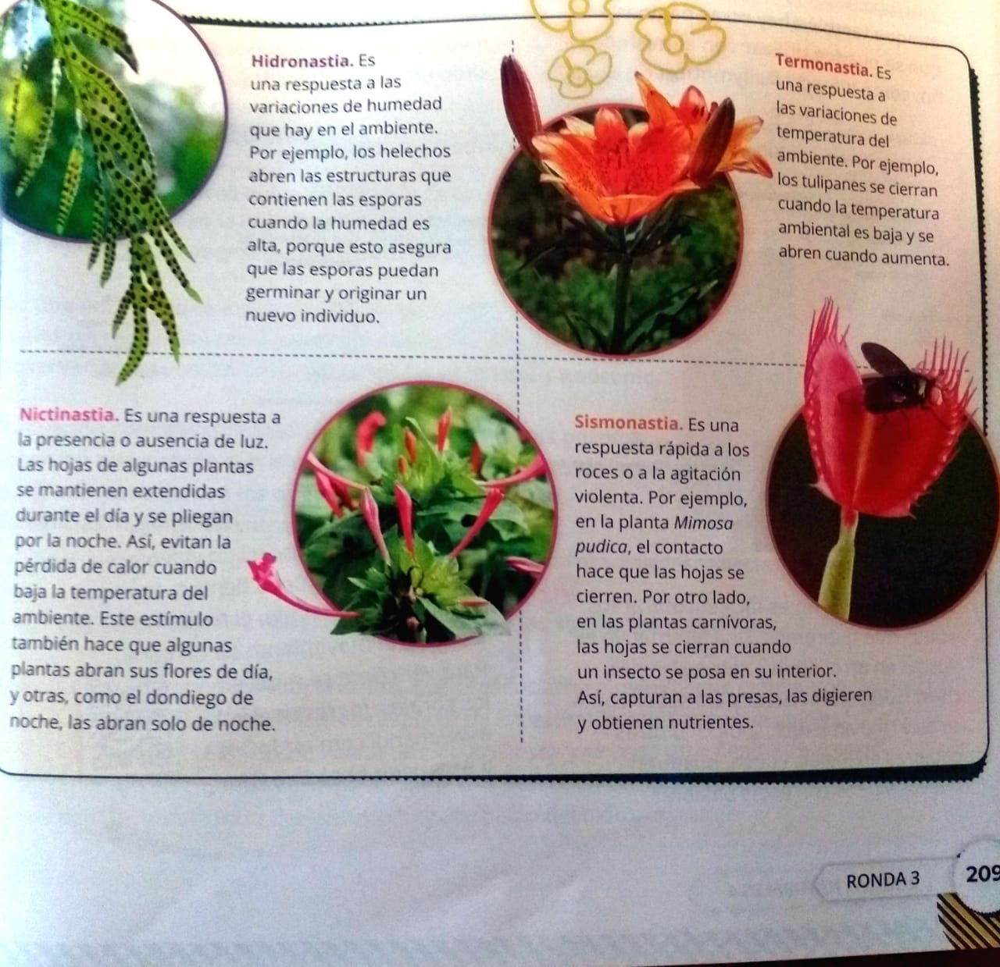 Hidronastia. Es
una respuesta a las
variaciones de humedad
que hay en el ambiente.
Por ejemplo, los helechos
abren las estructuras que
contienen las esporas
cuando la humedad es
alta, porque esto asegura
que las esporas puedan
germinar y originar un
nuevo individuo.
Termonastia. Es
una respuesta a
las variaciones de
temperatura del
ambiente. Por ejemplo,
los tulipanes se cierran
cuando la temperatura
ambiental es baja y se
abren cuando aumenta.
Nictinastia. Es una respuesta a
la presencia o ausencia de luz.
Las hojas de algunas plantas
se mantienen extendidas
durante el día y se pliegan
por la noche. Así, evitan la
pérdida de calor cuando
baja la temperatura del
ambiente. Este estímulo
también hace que algunas
plantas abran sus flores de día,
y otras, como el dondiego de
noche, las abran solo de noche.
Sismonastia. Es una
respuesta rápida a los
roces o a la agitación
violenta. Por ejemplo,
en la planta Mimosa
pudica, el contacto
hace que las hojas se
cierren. Por otro lado,
en las plantas carnívoras,
las hojas se cierran cuando
un insecto se posa en su interior.
Así, capturan a las presas, las digieren
y obtienen nutrientes.
RONDA 3
209